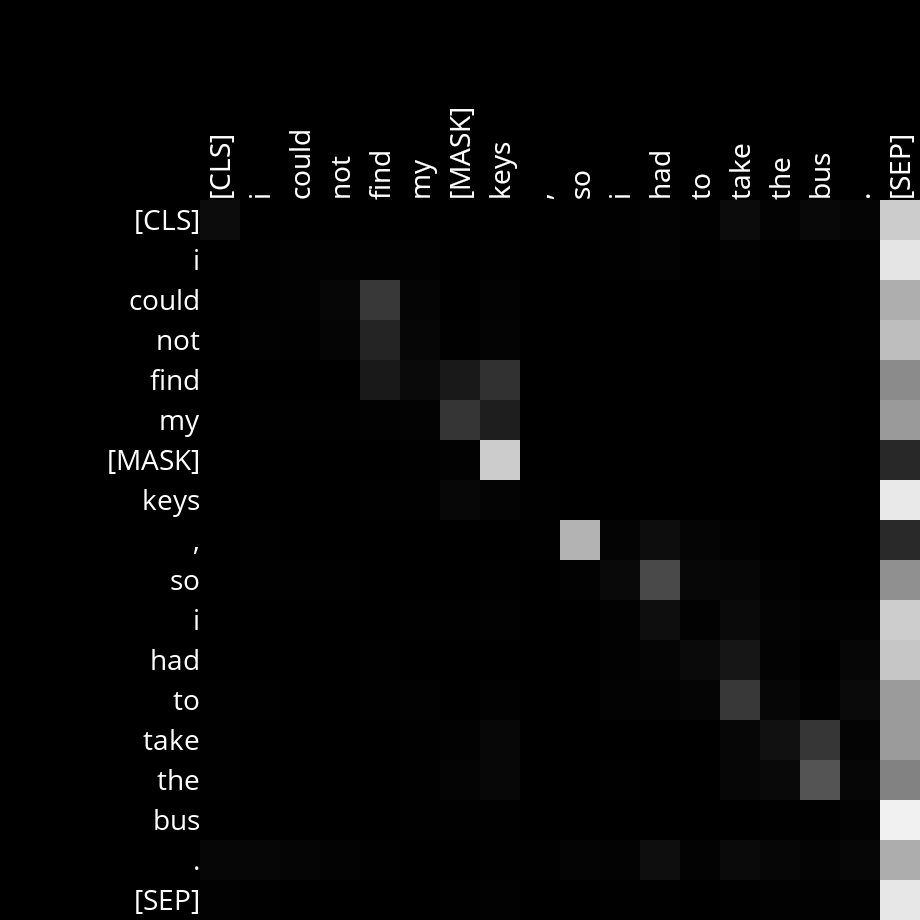 [CLS] i could not find my [MASK] keys , so i had to take the bus . [SEP]
[CLS]
i
could
not
find
my
[MASK]
keys
,
so
i
had
to
take
the
bus
.
[SEP]